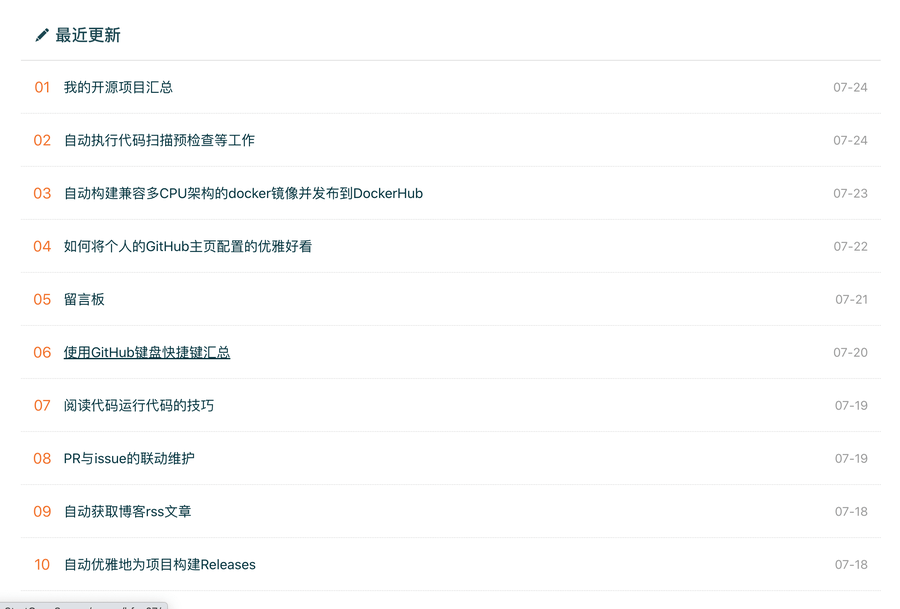 最近更新
01 我的开源项目汇总 07-24
02 自动执行代码扫描预检查等工作 07-24
03 自动构建兼容多CPU架构的docker镜像并发布到DockerHub 07-23
04 如何将个人的GitHub主页配置的优雅好看 07-22
05 留言板 07-21
06 使用GitHub键盘快捷键汇总 07-20
07 阅读代码运行代码的技巧 07-19
08 PR与issue的联动维护 07-19
09 自动获取博客rss文章 07-18
10 自动优雅地为项目构建Releases 07-18